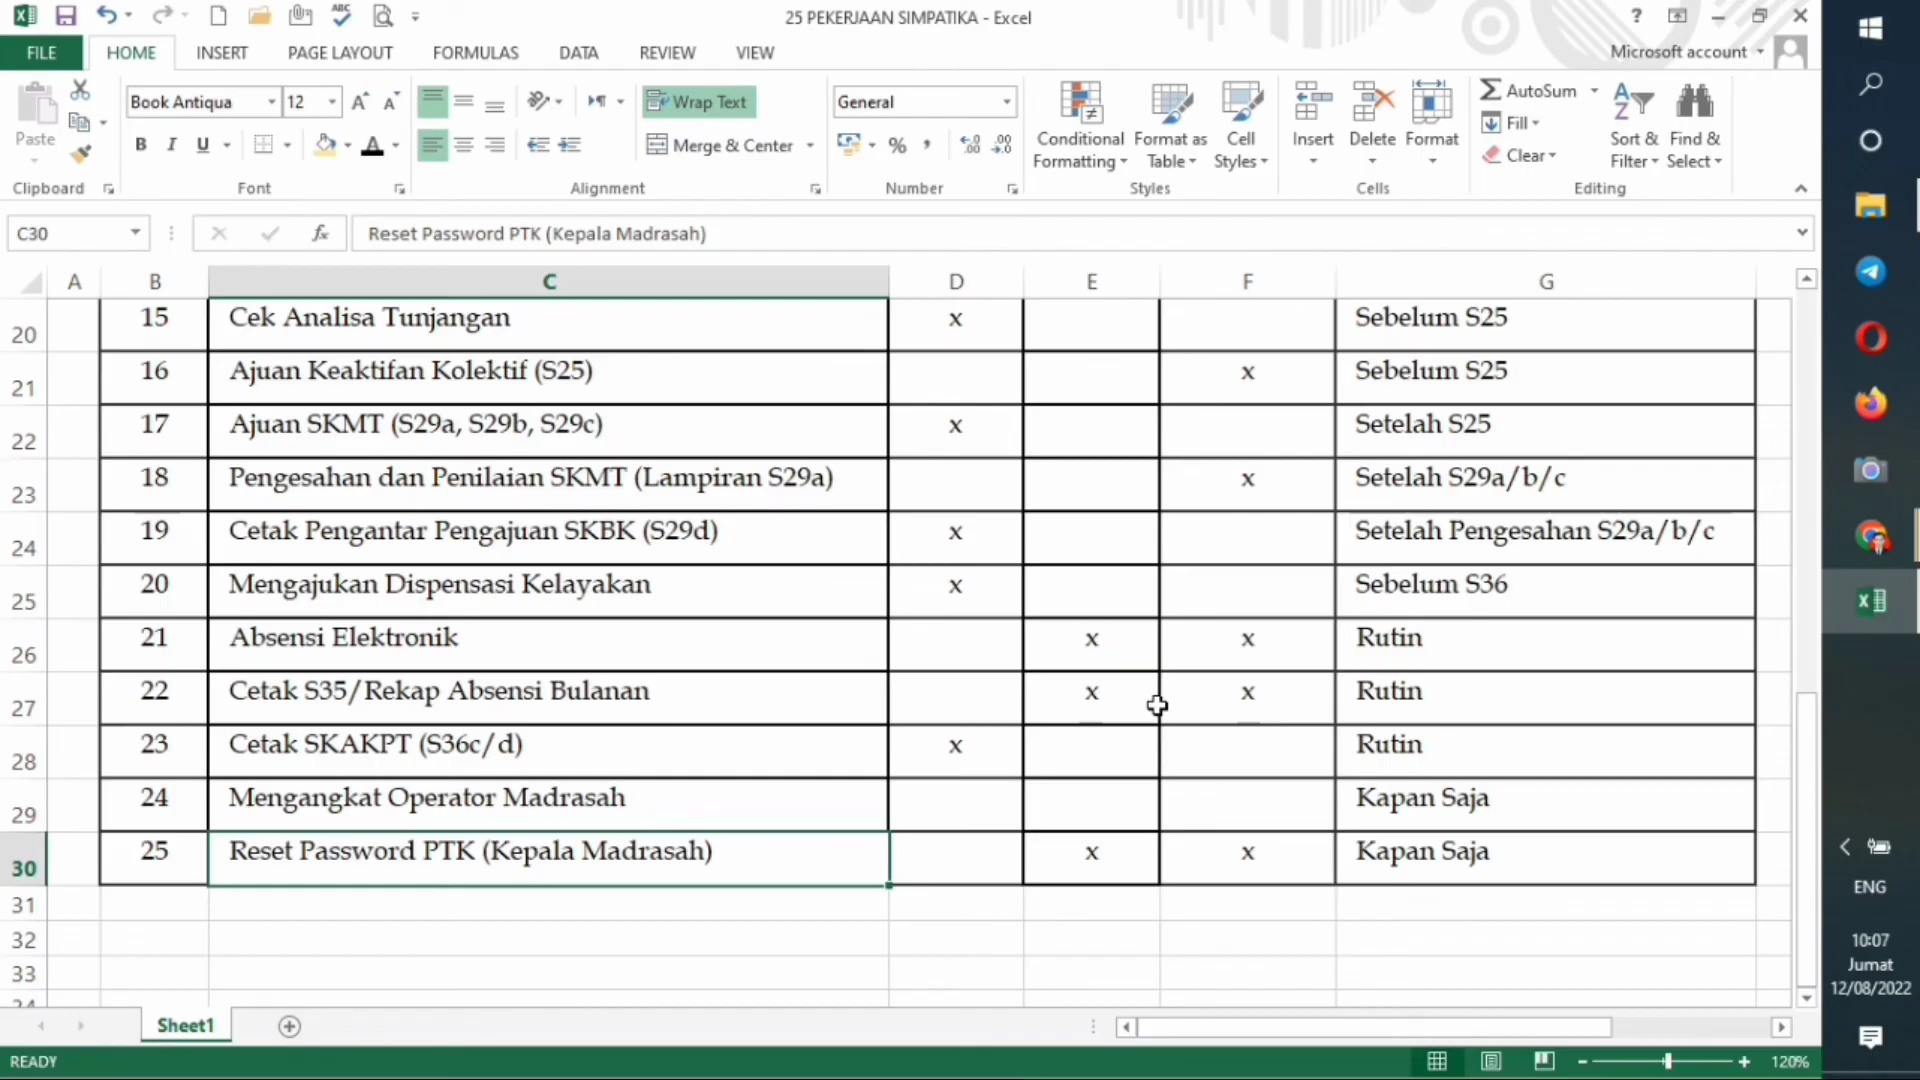 25 PEKERJAAN SIMPATIKA - Excel
?
FILE HOME INSERT PAGE LAYOUT FORMULAS DATA REVIEW VIEW Microsoft account
Paste
Book Antiqua 12 Wrap Text General
B I U Merge & Center % ,
Conditional Formatting Format as Table Cell Styles Insert Delete Format
AutoSum
Fill
Clear
Sort & Filter Find & Select
Clipboard Font Alignment Number Styles Cells Editing
C30 fx Reset Password PTK (Kepala Madrasah)
A B C D E F G
20 15 Cek Analisa Tunjangan x Sebelum S25
21 16 Ajuan Keaktifan Kolektif (S25) x Sebelum S25
22 17 Ajuan SKMT (S29a, S29b, S29c) x Setelah S25
23 18 Pengesahan dan Penilaian SKMT (Lampiran S29a) x Setelah S29a/b/c
24 19 Cetak Pengantar Pengajuan SKBK (S29d) x Setelah Pengesahan S29a/b/c
25 20 Mengajukan Dispensasi Kelayakan x Sebelum S36
26 21 Absensi Elektronik x x Rutin
27 22 Cetak S35/Rekap Absensi Bulanan x x Rutin
28 23 Cetak SKAKPT (S36c/d) x Rutin
29 24 Mengangkat Operator Madrasah Kapan Saja
30 25 Reset Password PTK (Kepala Madrasah) x x Kapan Saja
31
32
33
34
Sheet1
READY
120%
ENG
10:07
Jumat
12/08/2022